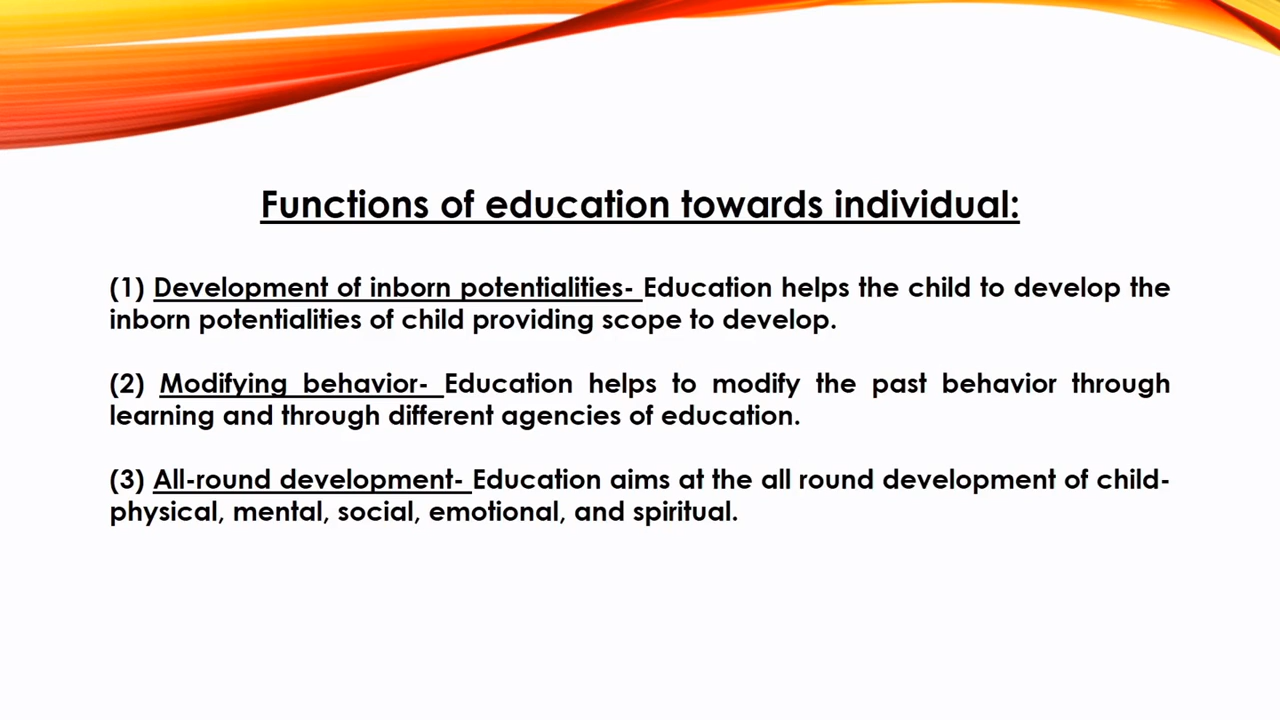 Functions of education towards individual:
(1) Development of inborn potentialities- Education helps the child to develop the
inborn potentialities of child providing scope to develop.
(2) Modifying behavior- Education helps to modify the past behavior through
learning and through different agencies of education.
(3) All-round development- Education aims at the all round development of child-
physical, mental, social, emotional, and spiritual.